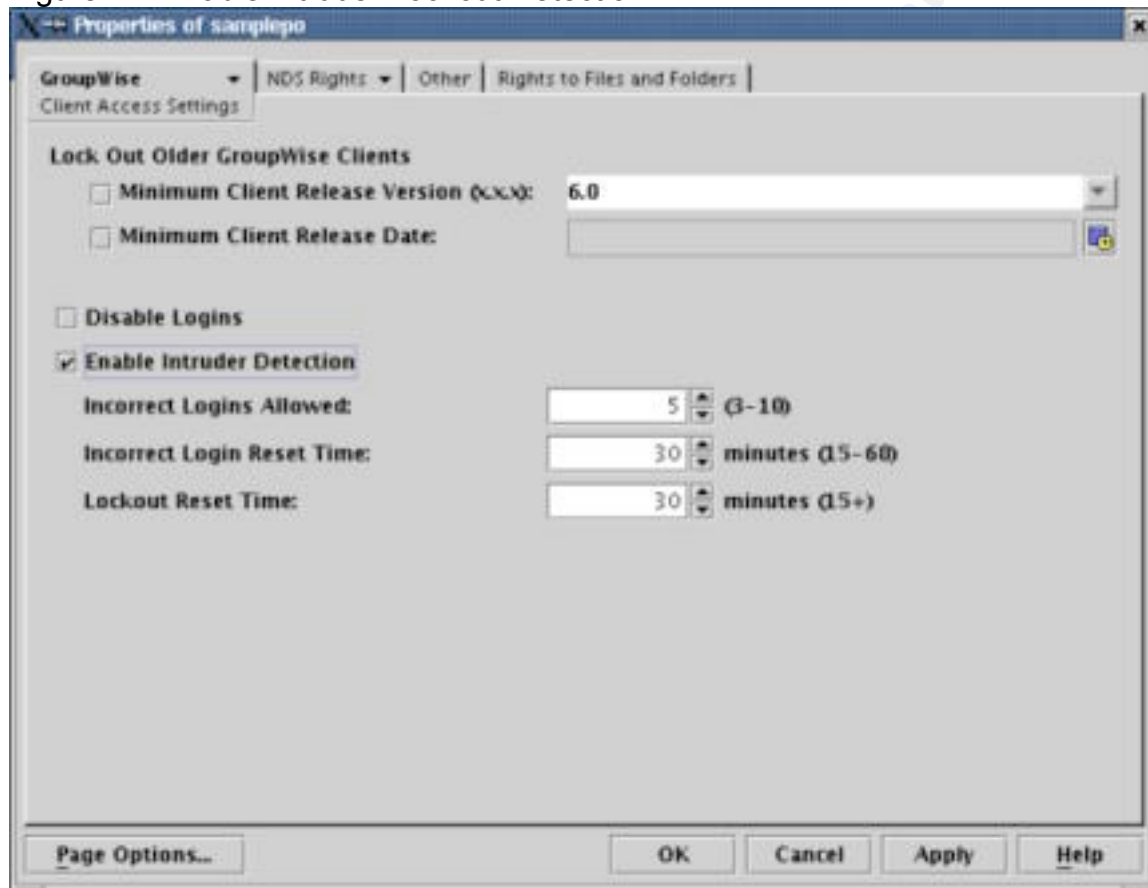 Properties of samplepo
GroupWise NDS Rights Other Rights to Files and Folders
Client Access Settings
Lock Out Older GroupWise Clients
Minimum Client Release Version (x.x.x): 6.0
Minimum Client Release Date:
Disable Logins
Enable Intruder Detection
Incorrect Logins Allowed: 5 (3-10)
Incorrect Login Reset Time: 30 minutes (15-60)
Lockout Reset Time: 30 minutes (15+)
Page Options... OK Cancel Apply Help